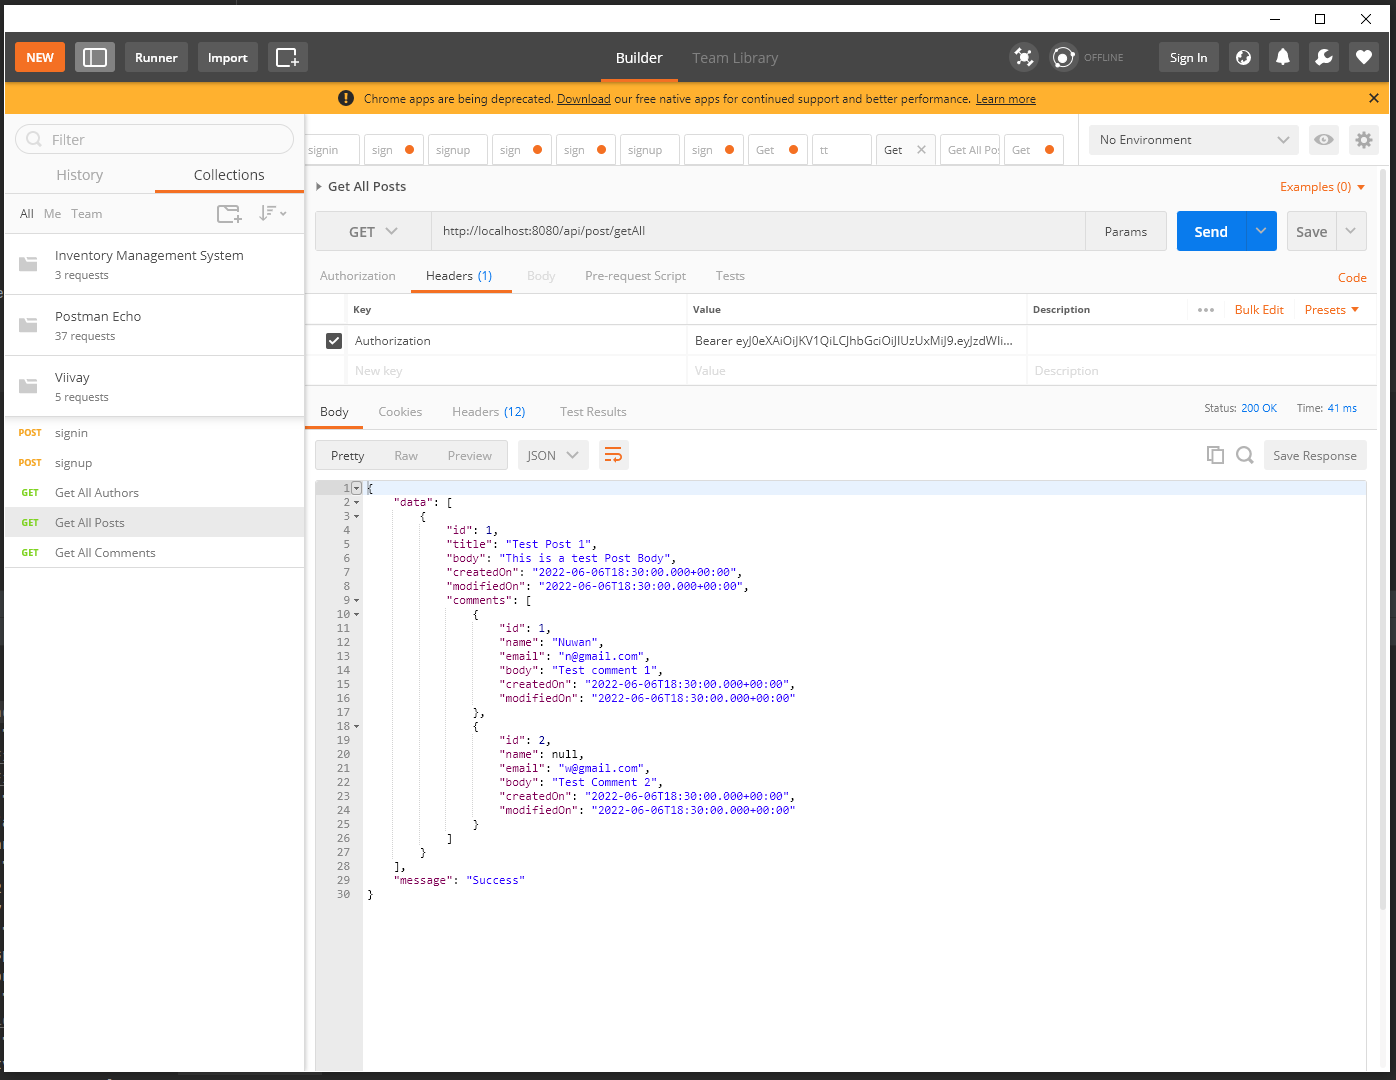 NEW Runner Import Builder Team Library OFFLINE Sign In
Chrome apps are being deprecated. Download our free native apps for continued support and better performance. Learn more
Filter
History Collections
All Me Team
Inventory Management System
3 requests
Postman Echo
37 requests
Viivay
5 requests
POST signin
POST signup
GET Get All Authors
GET Get All Posts
GET Get All Comments
signin sign signup sign sign signup sign Get tt Get Get All Pos Get
No Environment
Get All Posts Examples (0)
GET http://localhost:8080/api/post/getAll Params Send Save
Authorization Headers (1) Body Pre-request Script Tests Code
Key Value Description Bulk Edit Presets
Authorization Bearer eyJ0eXAiOiJKV1QiLCJhbGciOiJIUzUxMiJ9.eyJzdWIi...
New key Value Description
Body Cookies Headers (12) Test Results Status: 200 OK Time: 41 ms
Pretty Raw Preview JSON Save Response
1 {
2 "data": [
3 {
4 "id": 1,
5 "title": "Test Post 1",
6 "body": "This is a test Post Body",
7 "createdOn": "2022-06-06T18:30:00.000+00:00",
8 "modifiedOn": "2022-06-06T18:30:00.000+00:00",
9 "comments": [
10 {
11 "id": 1,
12 "name": "Nuwan",
13 "email": "n@gmail.com",
14 "body": "Test comment 1",
15 "createdOn": "2022-06-06T18:30:00.000+00:00",
16 "modifiedOn": "2022-06-06T18:30:00.000+00:00"
17 },
18 {
19 "id": 2,
20 "name": null,
21 "email": "w@gmail.com",
22 "body": "Test Comment 2",
23 "createdOn": "2022-06-06T18:30:00.000+00:00",
24 "modifiedOn": "2022-06-06T18:30:00.000+00:00"
25 }
26 ]
27 }
28 ],
29 "message": "Success"
30 }